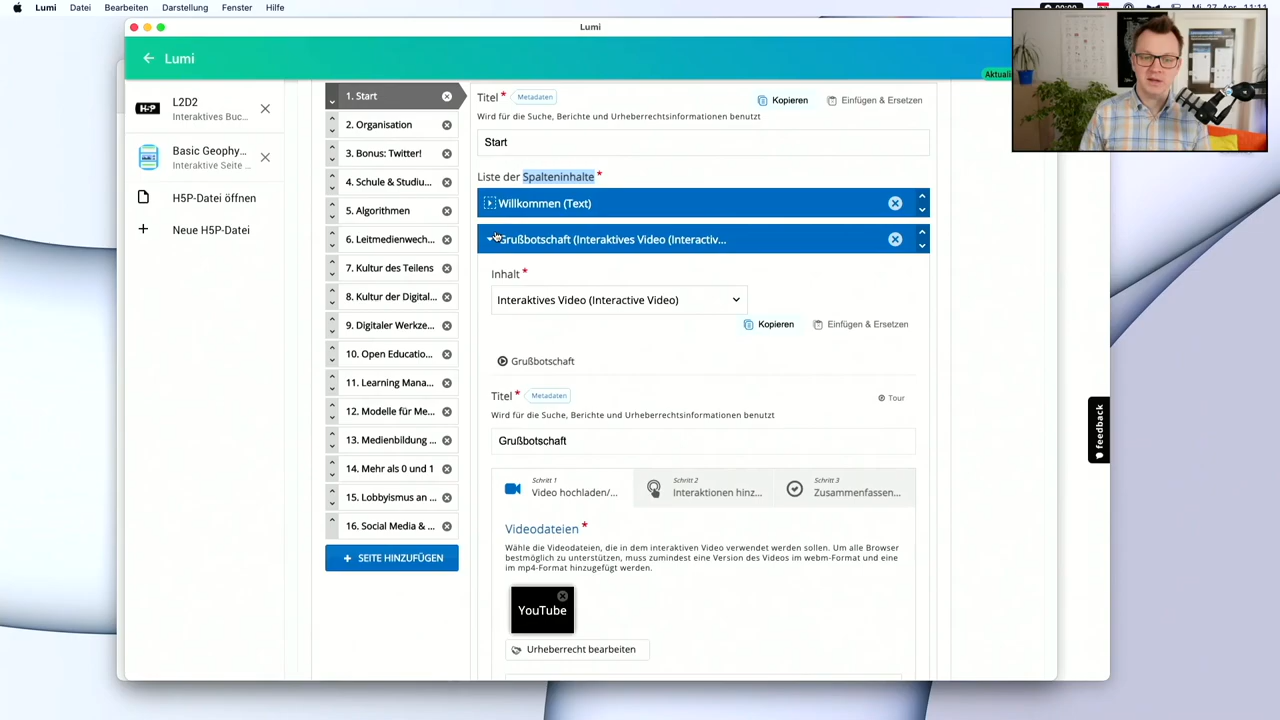 Lumi Datei Bearbeiten Darstellung Fenster Hilfe
Lumi
Lumi
Aktuali
H-P L2D2
Interaktives Buc...
Basic Geophy...
Interaktive Seite ...
H5P-Datei öffnen
Neue H5P-Datei
1. Start
2. Organisation
3. Bonus: Twitter!
4. Schule & Studiu...
5. Algorithmen
6. Leitmedienwech...
7. Kultur des Teilens
8. Kultur der Digital...
9. Digitaler Werkze...
10. Open Educatio...
11. Learning Mana...
12. Modelle für Me...
13. Medienbildung ...
14. Mehr als 0 und 1
15. Lobbyismus an ...
16. Social Media & ...
+ SEITE HINZUFÜGEN
Titel * Metadaten
Kopieren Einfügen & Ersetzen
Wird für die Suche, Berichte und Urheberrechtsinformationen benutzt
Start
Liste der Spalteninhalte *
Willkommen (Text)
Grußbotschaft (Interaktives Video (Interactiv...
Inhalt *
Interaktives Video (Interactive Video)
Kopieren Einfügen & Ersetzen
Grußbotschaft
Titel * Metadaten
Tour
Wird für die Suche, Berichte und Urheberrechtsinformationen benutzt
Grußbotschaft
Schritt 1
Video hochladen/...
Schritt 2
Interaktionen hinz...
Schritt 3
Zusammenfassen...
Videodateien *
Wähle die Videodateien, die in dem interaktiven Video verwendet werden sollen. Um alle Browser
bestmöglich zu unterstützen, muss zumindest eine Version des Videos im webm-Format und eine
im mp4-Format hinzugefügt werden.
YouTube
Urheberrecht bearbeiten
feedback